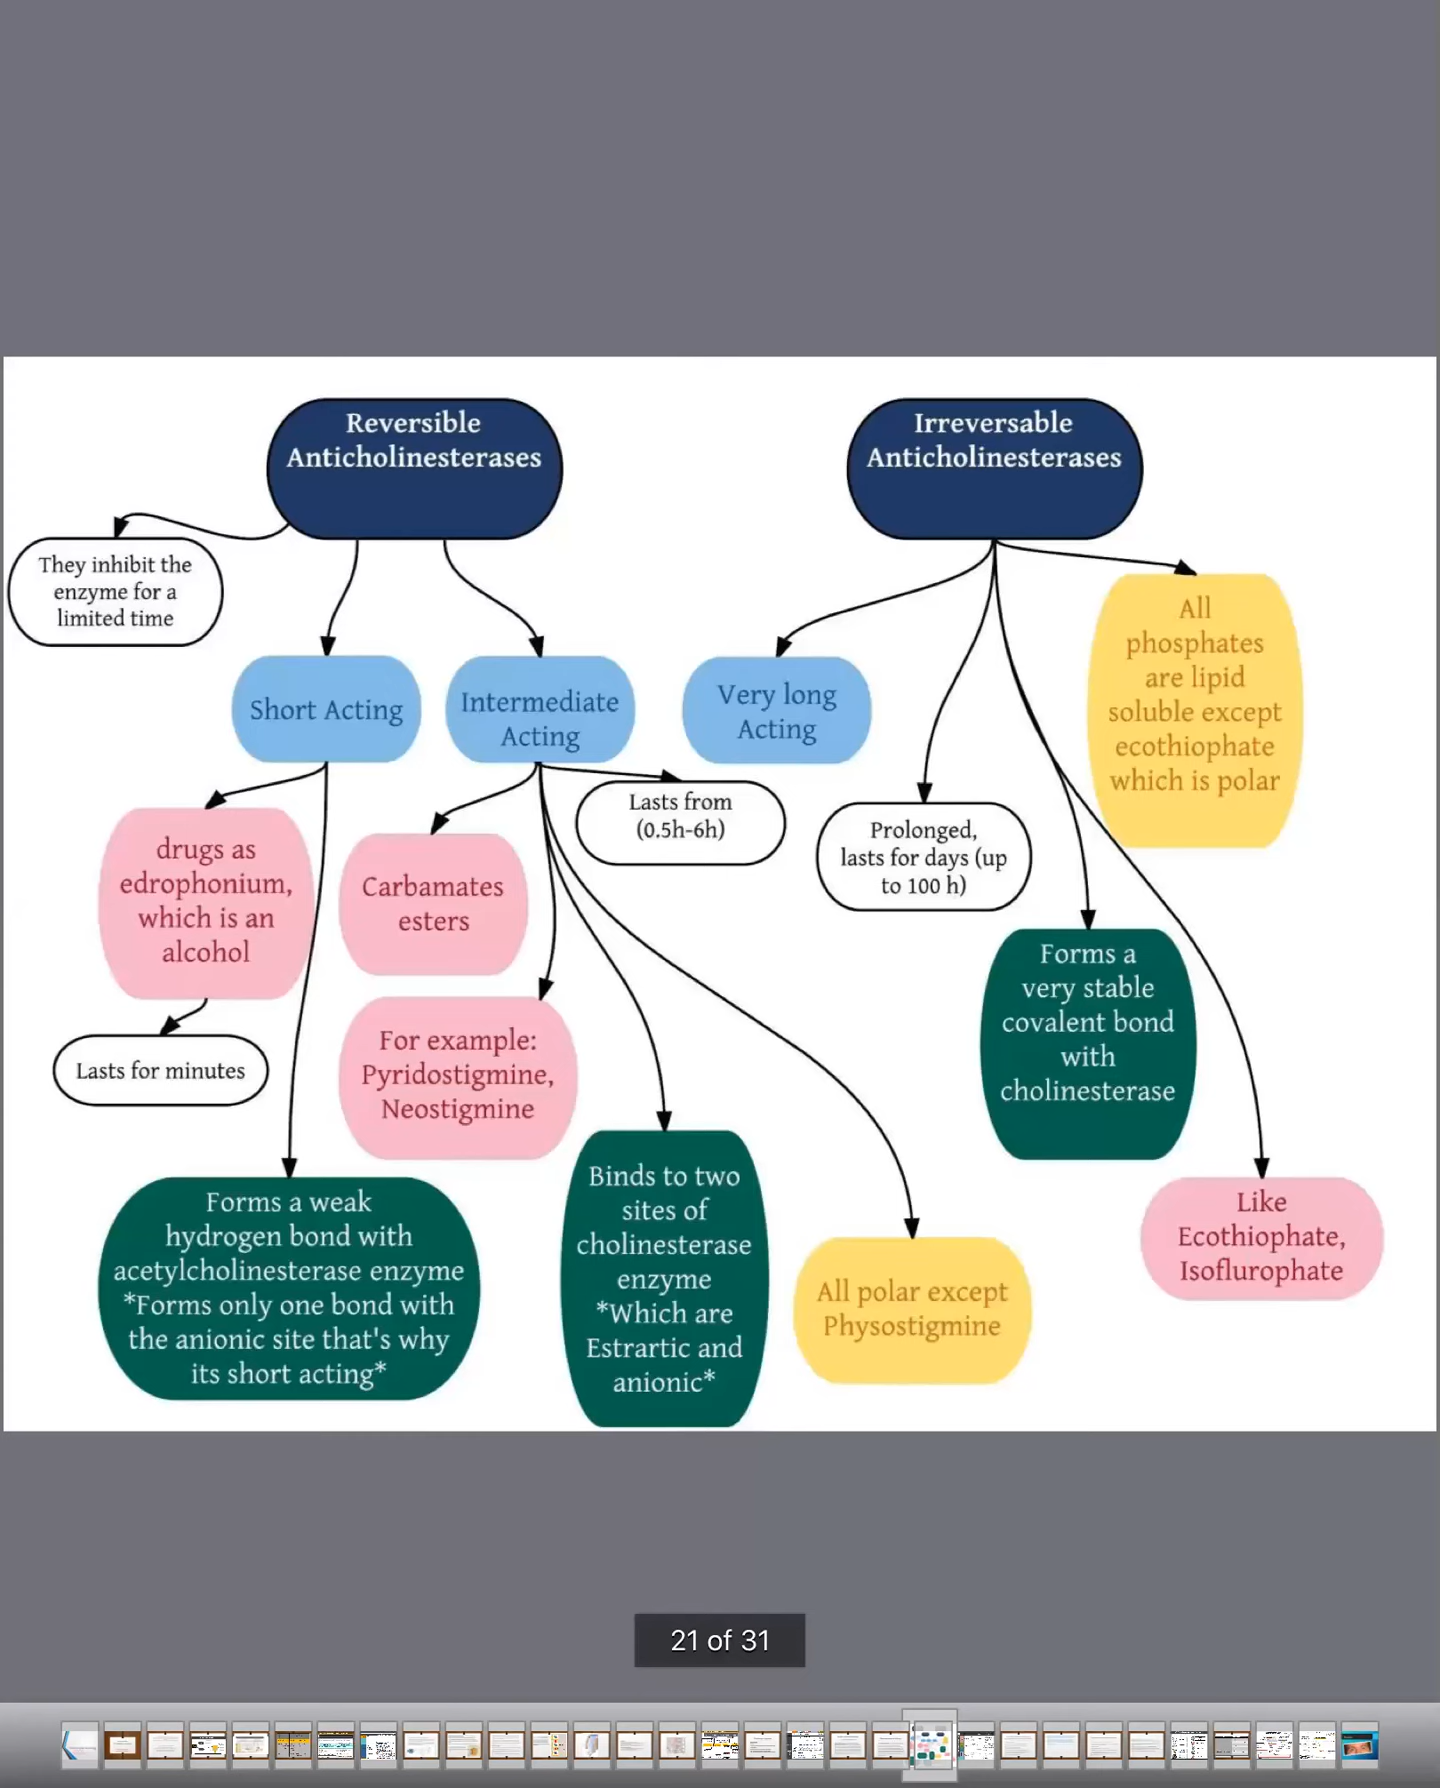 Reversible
Anticholinesterases
Irreversable
Anticholinesterases
They inhibit the
enzyme for a
limited time
Short Acting
Intermediate
Acting
Very long
Acting
All
phosphates
are lipid
soluble except
ecothiophate
which is polar
drugs as
edrophonium,
which is an
alcohol
Carbamates
esters
Lasts from
(0.5h-6h)
Prolonged,
lasts for days (up
to 100 h)
Lasts for minutes
For example:
Pyridostigmine,
Neostigmine
Forms a
very stable
covalent bond
with
cholinesterase
Forms a weak
hydrogen bond with
acetylcholinesterase enzyme
*Forms only one bond with
the anionic site that's why
its short acting*
Binds to two
sites of
cholinesterase
enzyme
*Which are
Estrartic and
anionic*
All polar except
Physostigmine
Like
Ecothiophate,
Isoflurophate
21 of 31